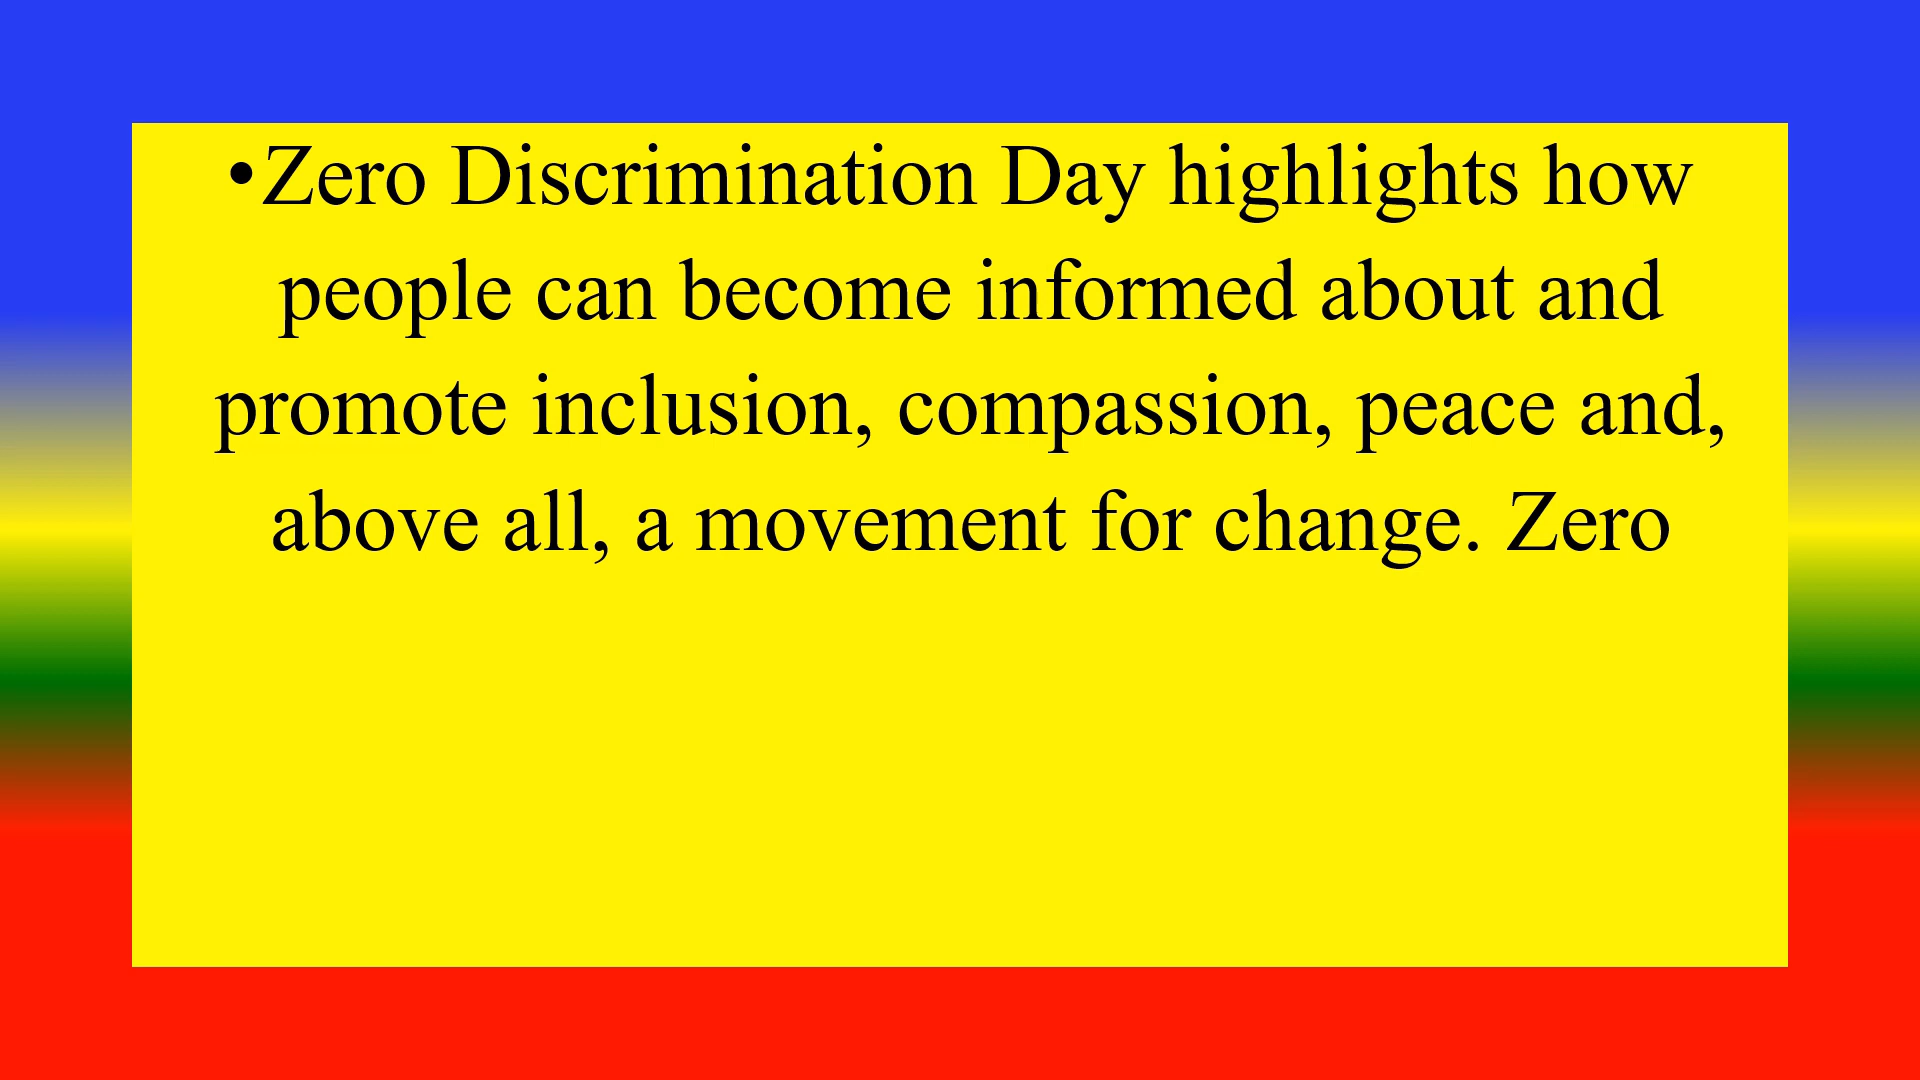 •Zero Discrimination Day highlights how
people can become informed about and
promote inclusion, compassion, peace and,
above all, a movement for change. Zero